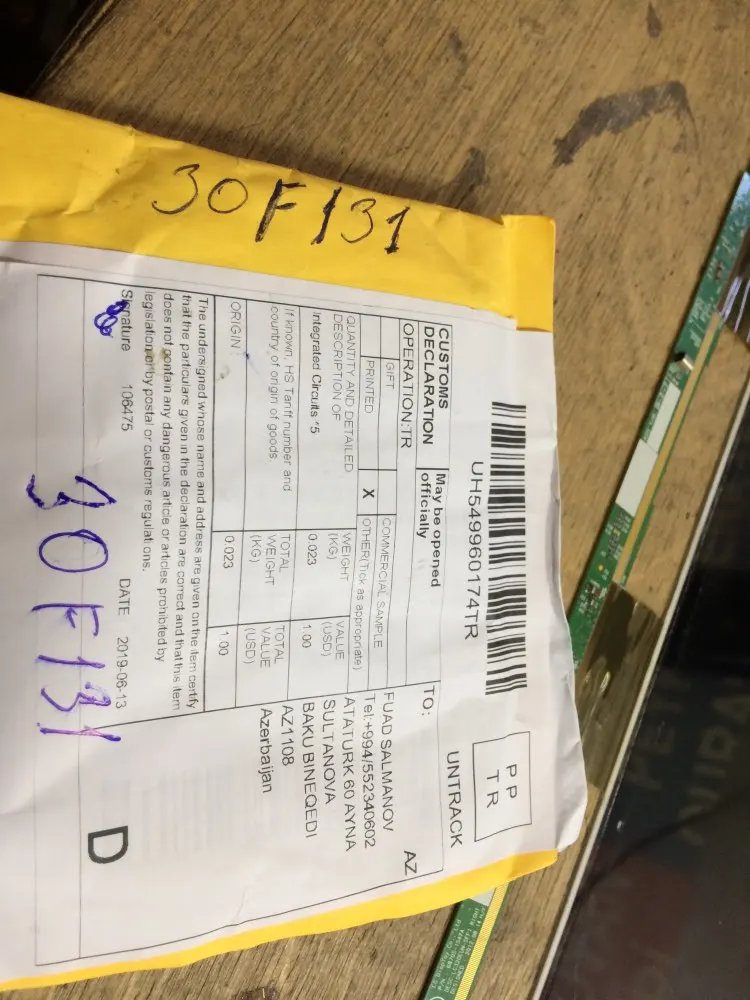 30F131
UH549960174TR
PP
TR
UNTRACK
CUSTOMS
DECLARATION
May be opened
officially
OPERATION:TR
GIFT
COMMERCIAL SAMPLE
PRINTED
X
OTHER(Tick as appropriate)
QUANTITY AND DETAILED
DESCRIPTION OF
WEIGHT
(KG)
VALUE
(USD)
Integrated Circuits *5
0.023
1.00
If known, HS Tariff number and
country of origin of goods
TOTAL
WEIGHT
(KG)
TOTAL
VALUE
(USD)
ORIGIN:
0.023
1.00
The undersigned whose name and address are given on the item certify
that the particulars given in the declaration are correct and that this item
does not contain any dangerous article or articles prohibited by
legislation or by postal or customs regulations.
Signature 106475 DATE 2019-06-13
TO:
AZ
FUAD SALMANOV
Tel:+994/552340602
ATATURK 60 AYNA
SULTANOVA
BAKU BINEQEDI
AZ1108
Azerbaijan
D
30F131